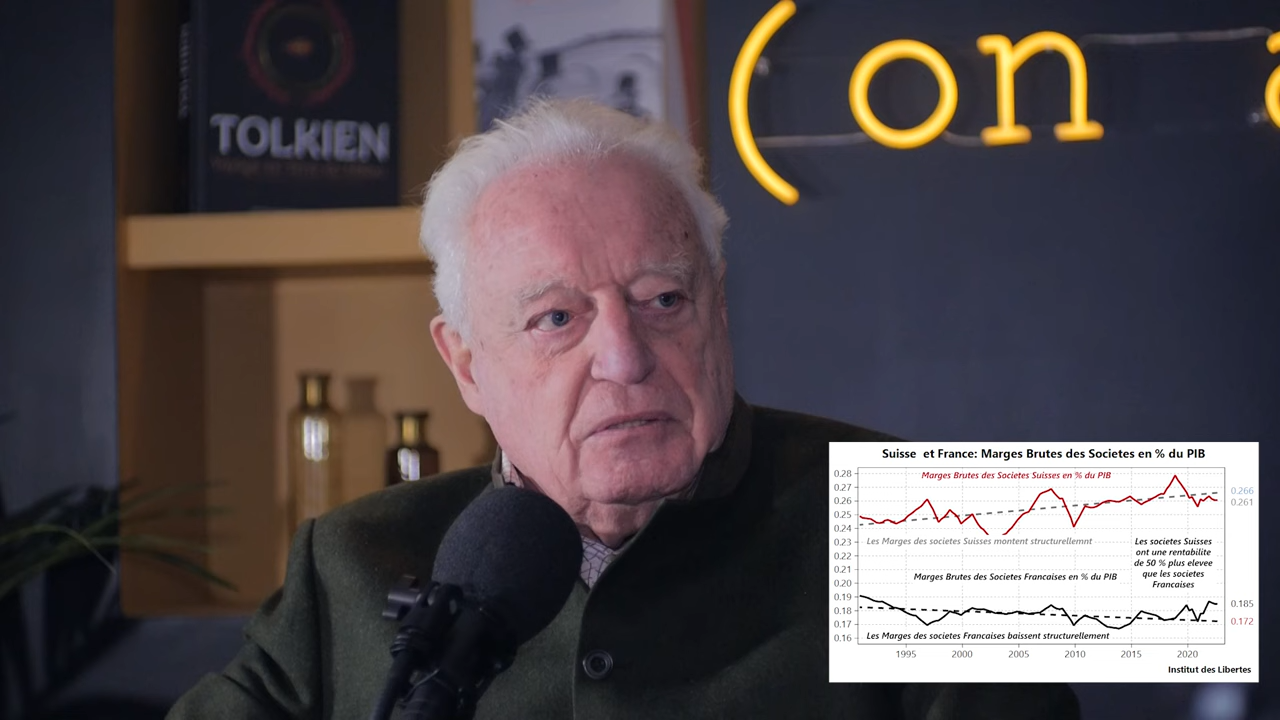 TOLKIEN
(on
Suisse et France: Marges Brutes des Societes en % du PIB
Marges Brutes des Societes Suisses en % du PIB
0.28
0.27
0.26
0.25
0.24
0.23
0.22
0.21
0.20
0.19
0.18
0.17
0.16
0.266
0.261
Les Marges des societes Suisses montent structurellemnt
Les societes Suisses
ont une rentabilite
de 50 % plus elevee
que les societes
Francaises
Marges Brutes des Societes Francaises en % du PIB
0.185
0.172
Les Marges des societes Francaises baissent structurellement
1995 2000 2005 2010 2015 2020
Institut des Libertes